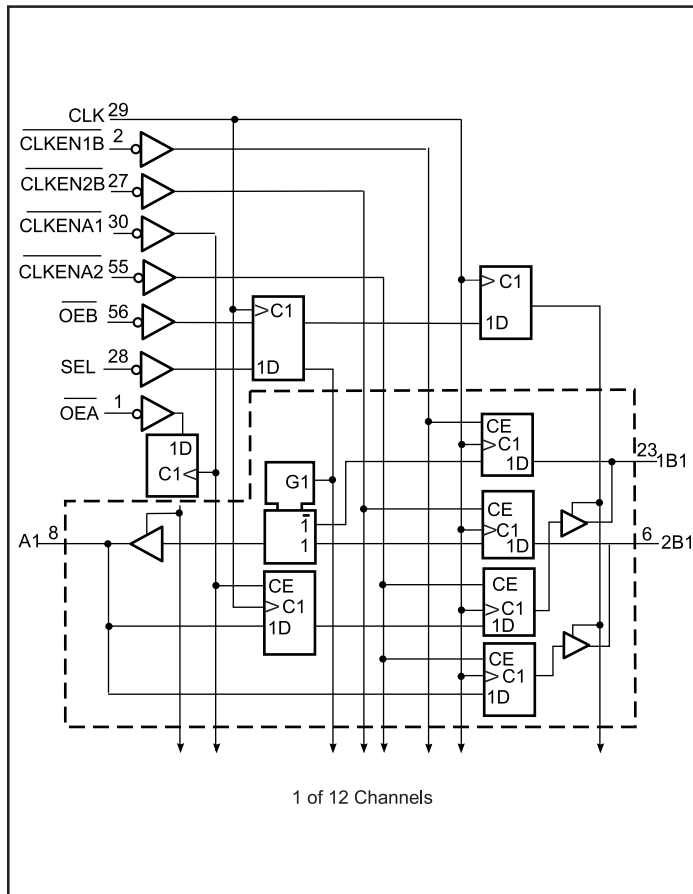 CLK 29
CLKEN1B 2
CLKEN2B 27
CLKENA1 30
CLKENA2 55
OEB 56
SEL 28
OEA 1
C1
1D
C1
1D
1D
C1
CE
C1
1D
23 1B1
G1
1
1
CE
C1
1D
6 2B1
A1 8
CE
C1
1D
CE
C1
1D
CE
C1
1D
1 of 12 Channels